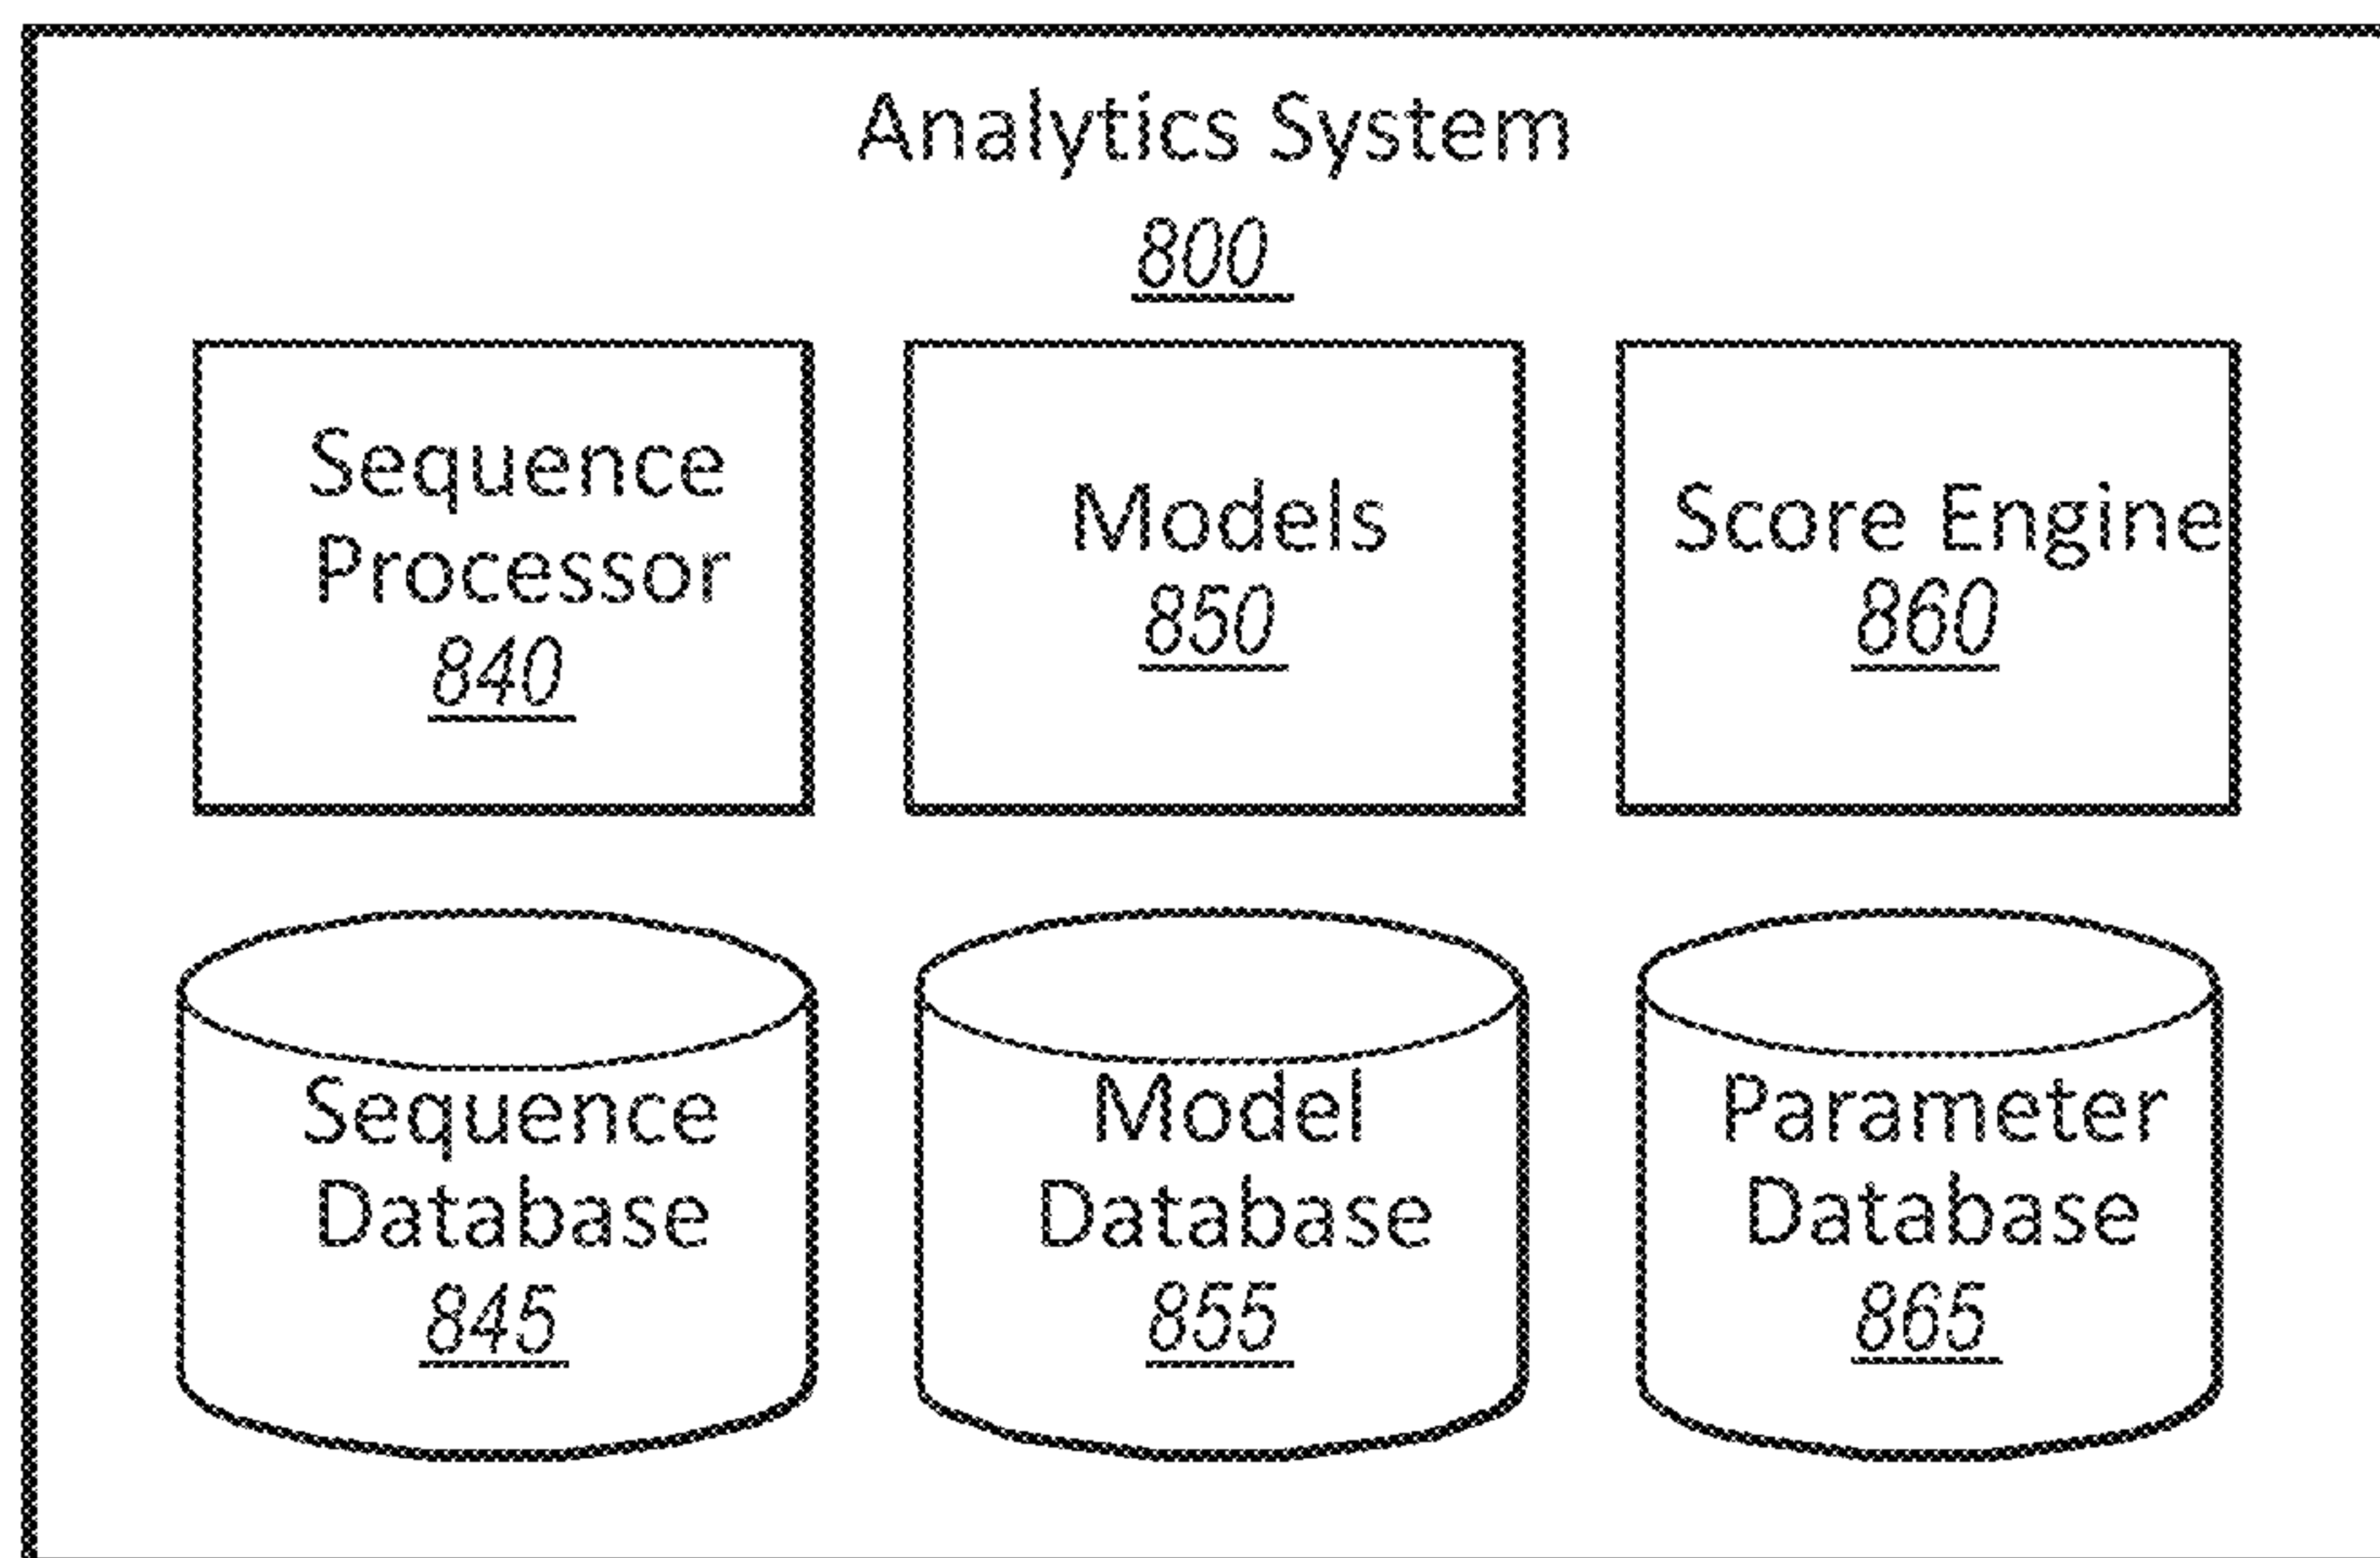 Analytics System
800
Sequence
Processor
840
Models
850
Score Engine
860
Sequence
Database
845
Model
Database
855
Parameter
Database
865